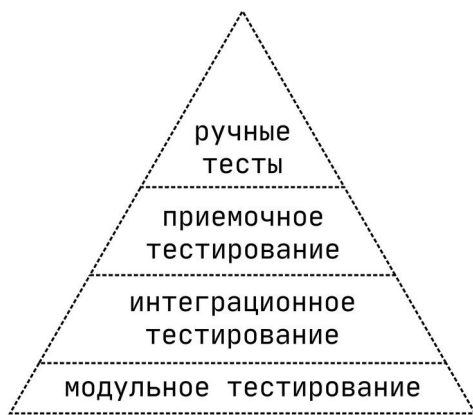 ручные
тесты
приемочное
тестирование
интеграционное
тестирование
модульное тестирование